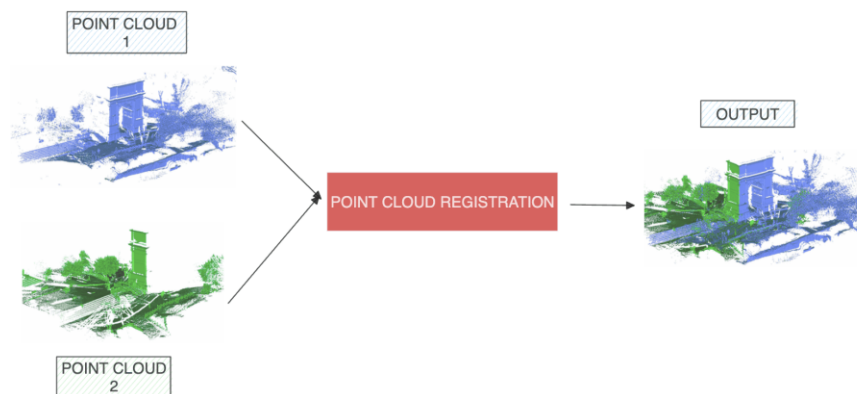 POINT CLOUD
1
POINT CLOUD REGISTRATION
OUTPUT
POINT CLOUD
2